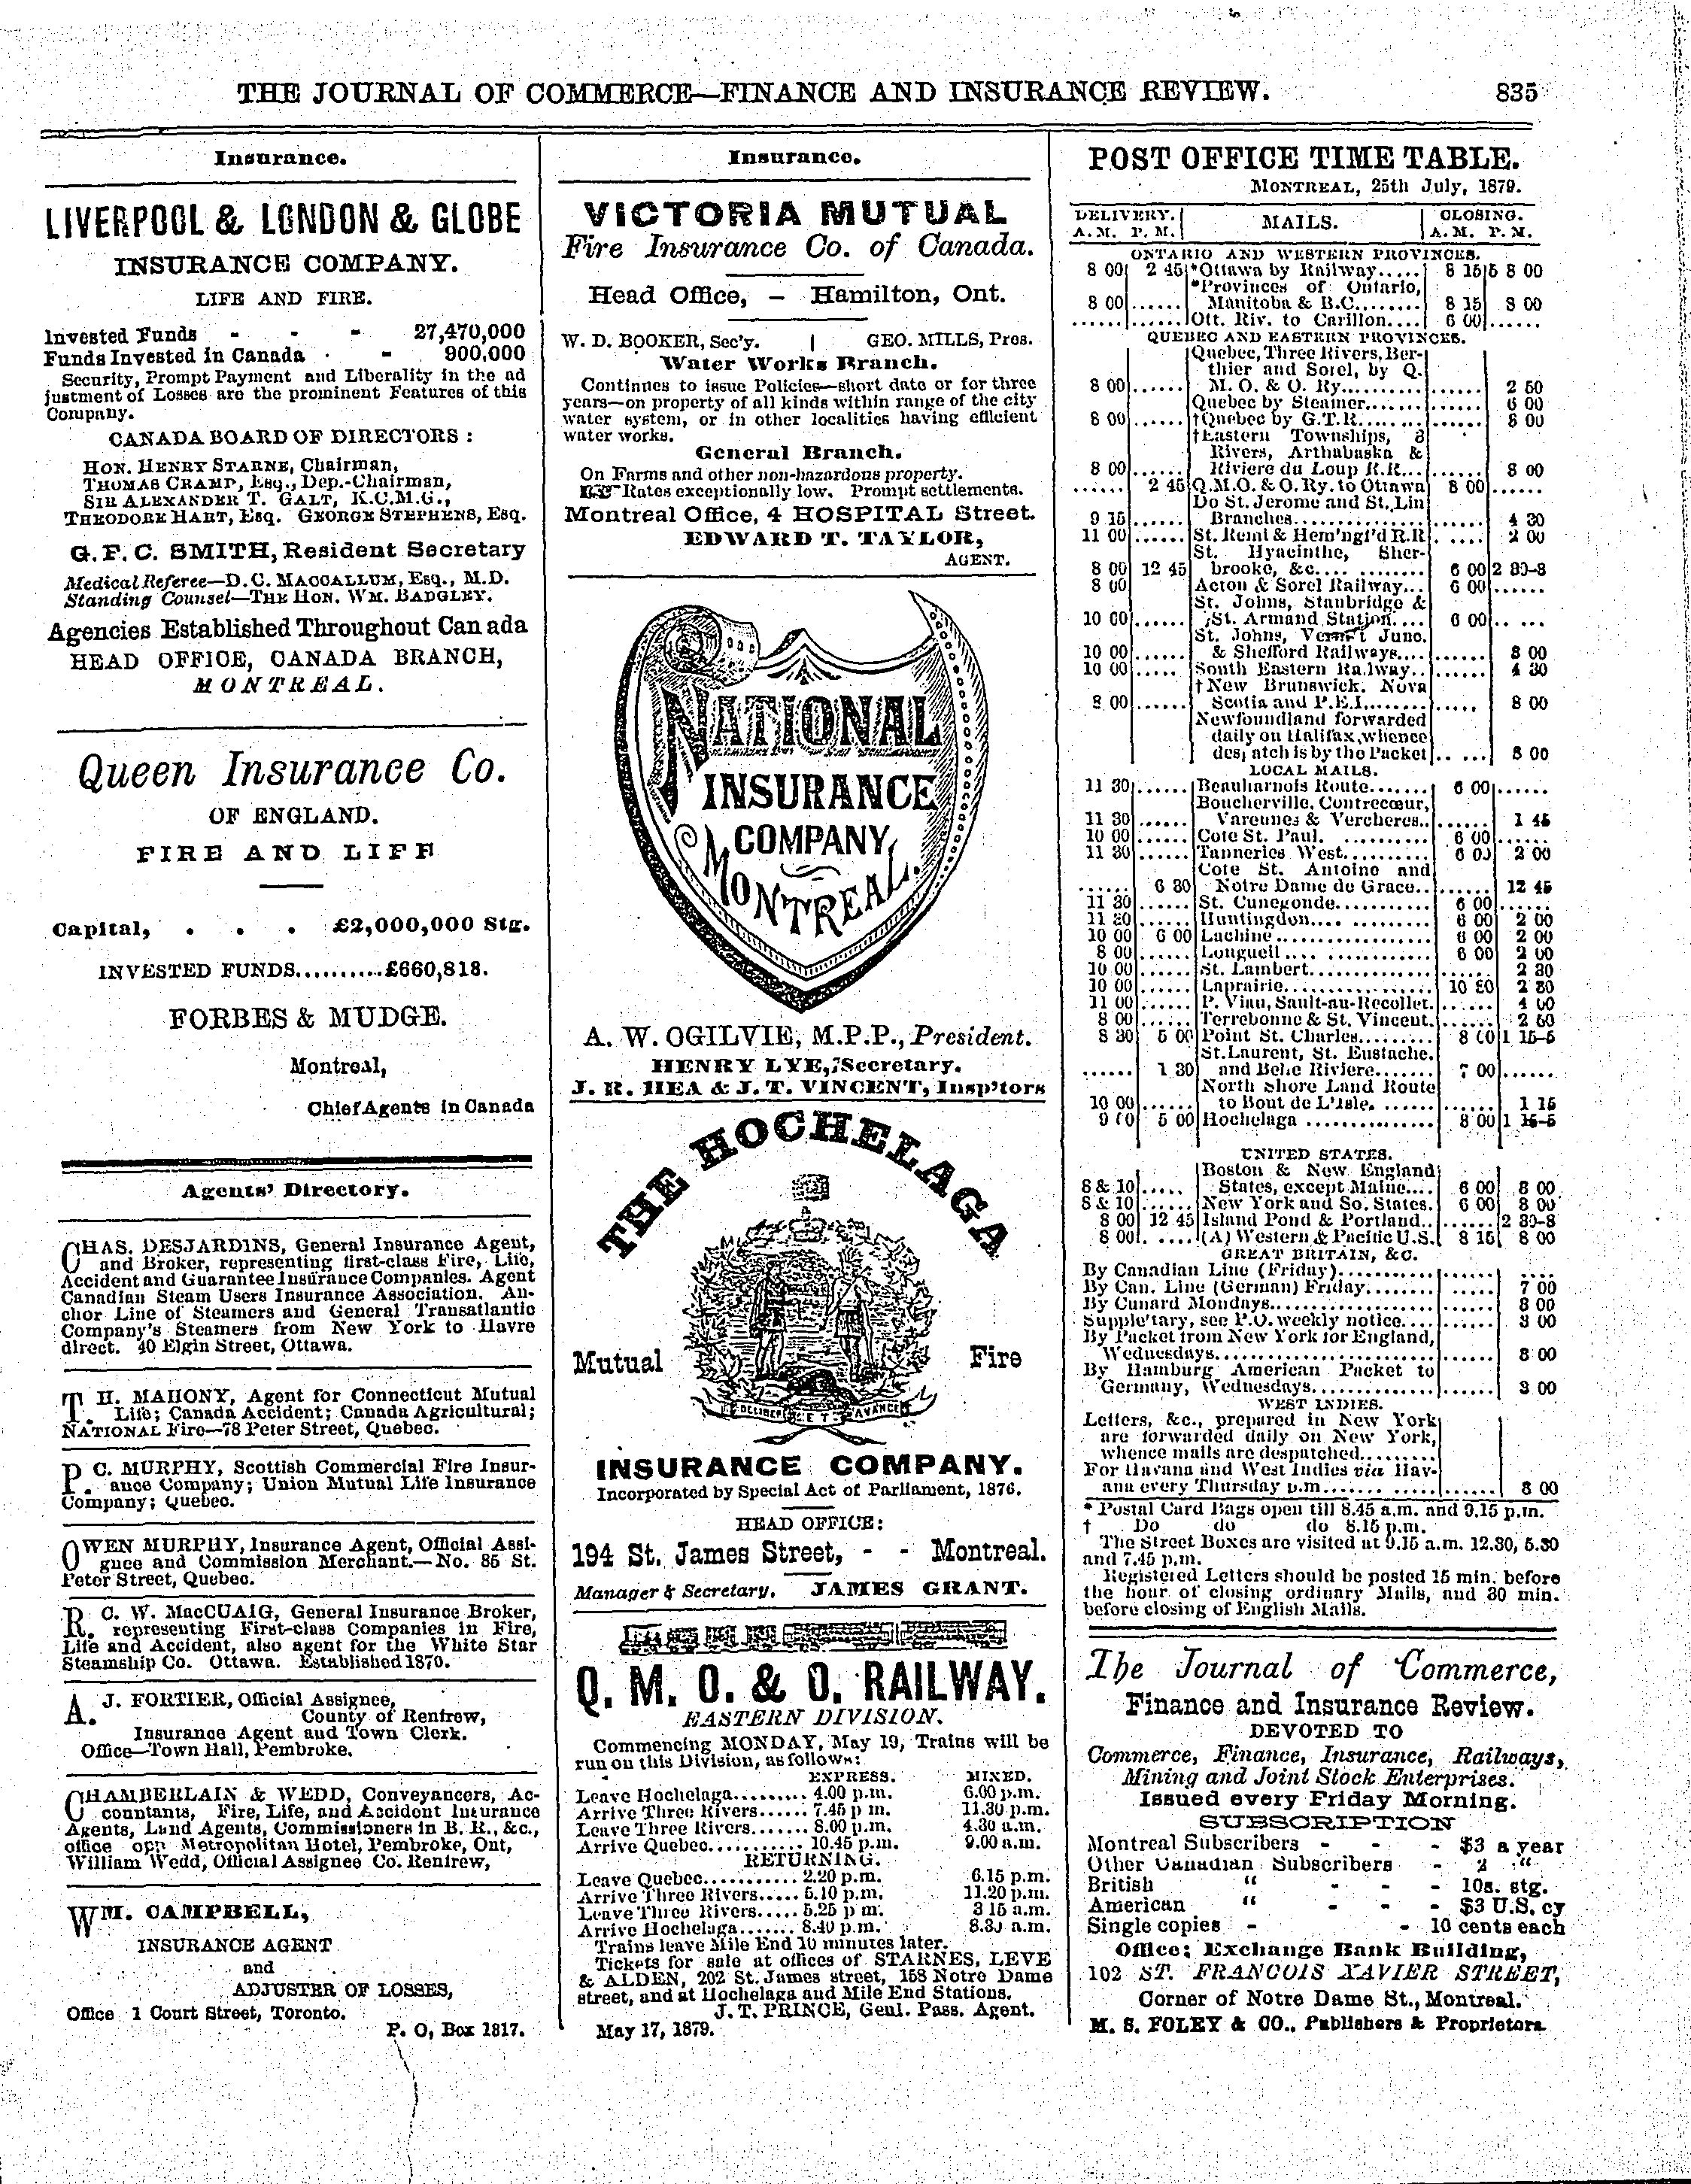 THE JOURNAL OF COMMERCE—FINANCE AND INSURANCE REVIEW. 835
Insurance.
LIVERPOOL & LONDON & GLOBE
INSURANCE COMPANY.
LIFE AND FIRE.
Invested Funds - - - 27,470,000
Funds Invested in Canada - - 900,000
Security, Prompt Payment and Liberality in the ad
justment of Losses are the prominent Features of this
Company.
CANADA BOARD OF DIRECTORS :
HON. HENRY STARNE, Chairman,
THOMAS CRAMP, Esq., Dep.-Chairman,
SIR ALEXANDER T. GALT, K.C.M.G.,
THEODORE HART, Esq. GEORGE STEPHENS, Esq.
G. F. C. SMITH, Resident Secretary
Medical Referee—D. C. MACCALLUM, Esq., M.D.
Standing Counsel—THE HON. WM. BADGLEY.
Agencies Established Throughout Can ada
HEAD OFFICE, CANADA BRANCH,
MONTREAL.
Queen Insurance Co.
OF ENGLAND.
FIRE AND LIFE
Capital, . . . £2,000,000 Stg.
INVESTED FUNDS..........£660,818.
FORBES & MUDGE.
Montreal,
Chief Agents in Canada
Agents' Directory.
CHAS. DESJARDINS, General Insurance Agent,
and Broker, representing first-class Fire, Life,
Accident and Guarantee Insurance Companies. Agent
Canadian Steam Users Insurance Association. An-
chor Line of Steamers and General Transatlantic
Company's Steamers from New York to Havre
direct. 40 Elgin Street, Ottawa.
T. H. MAHONY, Agent for Connecticut Mutual
Life; Canada Accident; Canada Agricultural;
NATIONAL Fire—78 Peter Street, Quebec.
P. C. MURPHY, Scottish Commercial Fire Insur-
ance Company; Union Mutual Life Insurance
Company; Quebec.
OWEN MURPHY, Insurance Agent, Official Assi-
gnee and Commission Merchant.—No. 85 St.
Peter Street, Quebec.
R. C. W. MacCUAIG, General Insurance Broker,
representing First-class Companies in Fire,
Life and Accident, also agent for the White Star
Steamship Co. Ottawa. Established 1870.
A. J. FORTIER, Official Assignee,
County of Renfrew,
Insurance Agent and Town Clerk.
Office—Town Hall, Pembroke.
CHAMBERLAIN & WEDD, Conveyancers, Ac-
countants, Fire, Life, and Accident Insurance
Agents, Land Agents, Commissioners in B. R., &c.,
office opp. Metropolitan Hotel, Pembroke, Ont,
William Wedd, Official Assignee Co. Renfrew,
WM. CAMPBELL,
INSURANCE AGENT
and
ADJUSTER OF LOSSES,
Office 1 Court Street, Toronto.
P. O, Box 1817.
Insurance.
VICTORIA MUTUAL
Fire Insurance Co. of Canada.
Head Office, – Hamilton, Ont.
W. D. BOOKER, Sec'y. | GEO. MILLS, Pres.
Water Works Branch.
Continues to issue Policies—short date or for three
years—on property of all kinds within range of the city
water system, or in other localities having efficient
water works.
General Branch.
On Farms and other non-hazardous property.
Rates exceptionally low. Prompt settlements.
Montreal Office, 4 HOSPITAL Street.
EDWARD T. TAYLOR,
AGENT.
NATIONAL
INSURANCE
COMPANY,
MONTREAL.
A. W. OGILVIE, M.P.P., President.
HENRY LYE, Secretary.
J. R. HEA & J. T. VINCENT, Insp'tors
THE HOCHELAGA
Mutual Fire
DELIBER E T AVANCE
INSURANCE COMPANY.
Incorporated by Special Act of Parliament, 1876.
HEAD OFFICE:
194 St. James Street, - - Montreal.
Manager & Secretary, JAMES GRANT.
Q. M. O. & O. RAILWAY.
EASTERN DIVISION.
Commencing MONDAY, May 19, Trains will be
run on this Division, as follows:
EXPRESS. MIXED.
Leave Hochelaga......... 4.00 p.m. 6.00 p.m.
Arrive Three Rivers...... 7.45 p m. 11.30 p.m.
Leave Three Rivers....... 8.00 p.m. 4.30 a.m.
Arrive Quebec........... 10.45 p.m. 9.00 a.m.
RETURNING.
Leave Quebec........... 2.20 p.m. 6.15 p.m.
Arrive Three Rivers..... 5.10 p.m. 11.20 p.m.
Leave Three Rivers..... 5.25 p m. 3 15 a.m.
Arrive Hochelaga....... 8.40 p.m. 8.30 a.m.
Trains leave Mile End 10 minutes later.
Tickets for sale at offices of STARNES, LEVE
& ALDEN, 202 St. James street, 158 Notre Dame
street, and at Hochelaga and Mile End Stations.
J. T. PRINCE, Genl. Pass. Agent.
May 17, 1879.
POST OFFICE TIME TABLE.
MONTREAL, 25th July, 1879.
DELIVERY. MAILS. CLOSING.
A.M. P.M. A.M. P.M.
ONTARIO AND WESTERN PROVINCES.
8 00 2 45 *Ottawa by Railway..... 8 15 5 8 00
*Provinces of Ontario,
8 00 ...... Manitoba & B.C........ 8 15 8 00
...... ...... Ott. Riv. to Carillon.... 6 00 ......
QUEBEC AND EASTERN PROVINCES.
Quebec, Three Rivers, Ber-
thier and Sorel, by Q.
8 00 ...... M. O. & O. Ry.......... ...... 2 50
Quebec by Steamer....... ...... 6 00
8 00 ...... †Quebec by G.T.R........ ...... 8 00
†Eastern Townships, 3
Rivers, Arthabaska &
8 00 ...... Riviere du Loup R.R... ...... 8 00
...... 2 45 Q.M.O. & O. Ry. to Ottawa 8 00 ......
Do St. Jerome and St. Lin
9 15 ...... Branches............... ...... 4 30
11 00 ...... St. Remi & Hem'ngf'd R.R. ..... 2 00
St. Hyacinthe, Sher-
8 00 12 45 brooke, &c.... ........ 6 00 2 30-8
8 00 Acton & Sorel Railway... 6 00 ......
St. Johns, Stanbridge &
10 00 ...... St. Armand Station.... 6 00 .. ...
St. Johns, Vermont Junc.
10 00 ...... & Shefford Railways.... ...... 8 00
10 00 ..... South Eastern Railway.. ...... 4 30
†New Brunswick, Nova
8 00 ...... Scotia and P.E.I........ ..... 8 00
Newfoundland forwarded
daily on Halifax, whence
despatch is by the Packet .. ... 8 00
LOCAL MAILS.
11 30 ...... Beauharnois Route....... 6 00 ......
Boucherville, Contrecœur,
11 30 ...... Varennes & Vercheres.. ...... 1 45
10 00 ...... Cote St. Paul. .......... 6 00 ......
11 30 ...... Tanneries West.......... 6 00 2 00
Cote St. Antoine and
...... 6 30 Notre Dame de Grace.. ...... 12 45
11 30 ...... St. Cunegonde........... 6 00 ......
11 30 ...... Huntingdon.... ......... 6 00 2 00
10 00 6 00 Lachine.................. 6 00 2 00
8 00 ...... Longueil .... ........... 6 00 2 00
10 00 ...... St. Lambert.............. ...... 2 30
10 00 ...... Laprairie................. 10 30 2 30
11 00 ...... P. Viau, Sault-au-Recollet. ...... 4 00
8 00 ...... Terrebonne & St. Vincent. ...... 2 50
8 30 5 00 Point St. Charles......... 8 00 1 15-5
St. Laurent, St. Eustache.
...... 1 30 and Belle Riviere....... 7 00 ......
North shore Land Route
10 00 ...... to Bout de L'Isle. ...... ...... 1 15
9 00 5 00 Hochelaga ............... 8 00 1 15-5
UNITED STATES.
Boston & New England
8 & 10 ..... States, except Maine.... 6 00 8 00
8 & 10 ...... New York and So. States. 6 00 8 00
8 00 12 45 Island Pond & Portland.. ...... 2 30-8
8 00 ..... (A) Western & Pacific U.S. 8 15 8 00
GREAT BRITAIN, &C.
By Canadian Line (Friday)............ ...... ....
By Can. Line (German) Friday........ ..... 7 00
By Cunard Mondays................... ...... 8 00
Supple'tary, see P.O. weekly notice.... ...... 3 00
By Packet from New York for England,
Wednesdays........................ ...... 8 00
By Hamburg American Packet to
Germany, Wednesdays.............. ...... 3 00
WEST INDIES.
Letters, &c., prepared in New York
are forwarded daily on New York,
whence mails are despatched.........
For Havana and West Indies via Hav-
ana every Thursday p.m....... ..... ...... 8 00
* Postal Card Bags open till 8.45 a.m. and 9.15 p.m.
† Do do do 8.15 p.m.
The Street Boxes are visited at 9.15 a.m. 12.30, 5.30
and 7.45 p.m.
Registered Letters should be posted 15 min. before
the hour of closing ordinary Mails, and 30 min.
before closing of English Mails.
The Journal of Commerce,
Finance and Insurance Review.
DEVOTED TO
Commerce, Finance, Insurance, Railways,
Mining and Joint Stock Enterprises.
Issued every Friday Morning.
SUBSCRIPTION
Montreal Subscribers - - - $3 a year
Other Canadian Subscribers - 2 "
British " - - - 10s. stg.
American " - - - $3 U.S. cy
Single copies - - 10 cents each
Office: Exchange Bank Building,
102 ST. FRANCOIS XAVIER STREET,
Corner of Notre Dame St., Montreal.
M. S. FOLEY & CO., Publishers & Proprietors